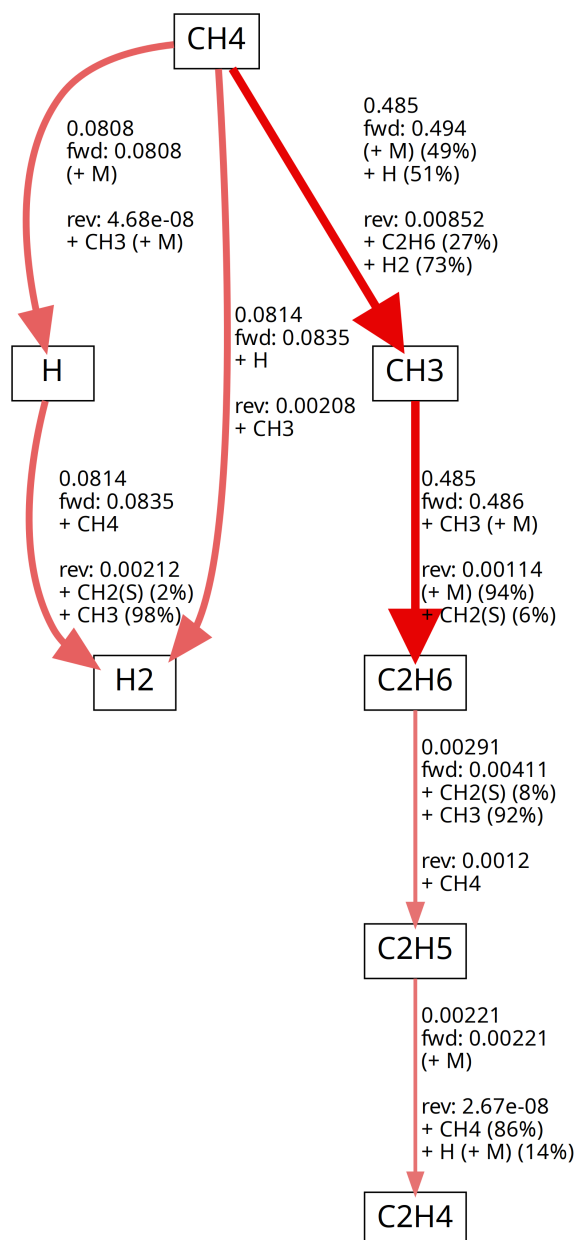 CH4
0.0808
fwd: 0.0808
(+ M)
rev: 4.68e-08
+ CH3 (+ M)
0.485
fwd: 0.494
(+ M) (49%)
+ H (51%)
rev: 0.00852
+ C2H6 (27%)
+ H2 (73%)
0.0814
fwd: 0.0835
+ H
rev: 0.00208
+ CH3
H
CH3
0.0814
fwd: 0.0835
+ CH4
rev: 0.00212
+ CH2(S) (2%)
+ CH3 (98%)
0.485
fwd: 0.486
+ CH3 (+ M)
rev: 0.00114
(+ M) (94%)
+ CH2(S) (6%)
H2
C2H6
0.00291
fwd: 0.00411
+ CH2(S) (8%)
+ CH3 (92%)
rev: 0.0012
+ CH4
C2H5
0.00221
fwd: 0.00221
(+ M)
rev: 2.67e-08
+ CH4 (86%)
+ H (+ M) (14%)
C2H4